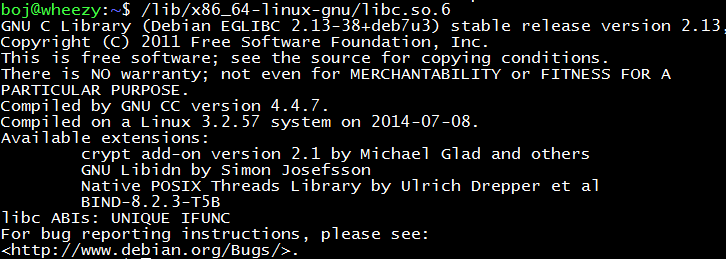 boj@wheezy:~$ /lib/x86_64-linux-gnu/libc.so.6
GNU C Library (Debian EGLIBC 2.13-38+deb7u3) stable release version 2.13,
Copyright (C) 2011 Free Software Foundation, Inc.
This is free software; see the source for copying conditions.
There is NO warranty; not even for MERCHANTABILITY or FITNESS FOR A
PARTICULAR PURPOSE.
Compiled by GNU CC version 4.4.7.
Compiled on a Linux 3.2.57 system on 2014-07-08.
Available extensions:
        crypt add-on version 2.1 by Michael Glad and others
        GNU Libidn by Simon Josefsson
        Native POSIX Threads Library by Ulrich Drepper et al
        BIND-8.2.3-T5B
libc ABIs: UNIQUE IFUNC
For bug reporting instructions, please see:
<http://www.debian.org/Bugs/>.